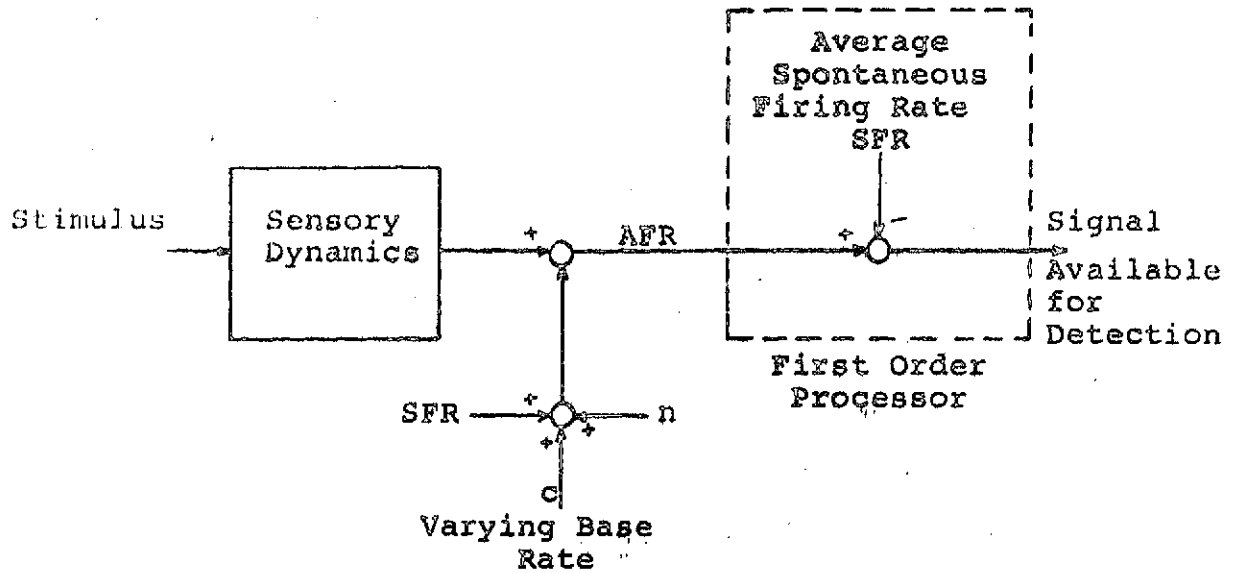 Average
Spontaneous
Firing Rate
SFR
Stimulus
Sensory
Dynamics
+
AFR
+
-
Signal
Available
for
Detection
First Order
Processor
SFR
+
n
+
+
c
Varying Base
Rate